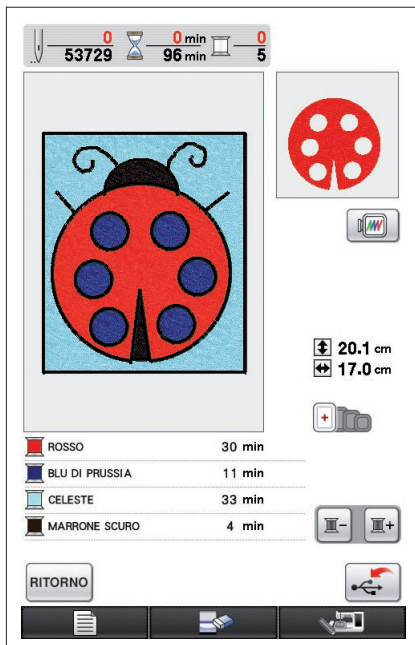 0 0 min 0
53729 96 min 5
20.1 cm
17.0 cm
ROSSO 30 min
BLU DI PRUSSIA 11 min
CELESTE 33 min
MARRONE SCURO 4 min
RITORNO